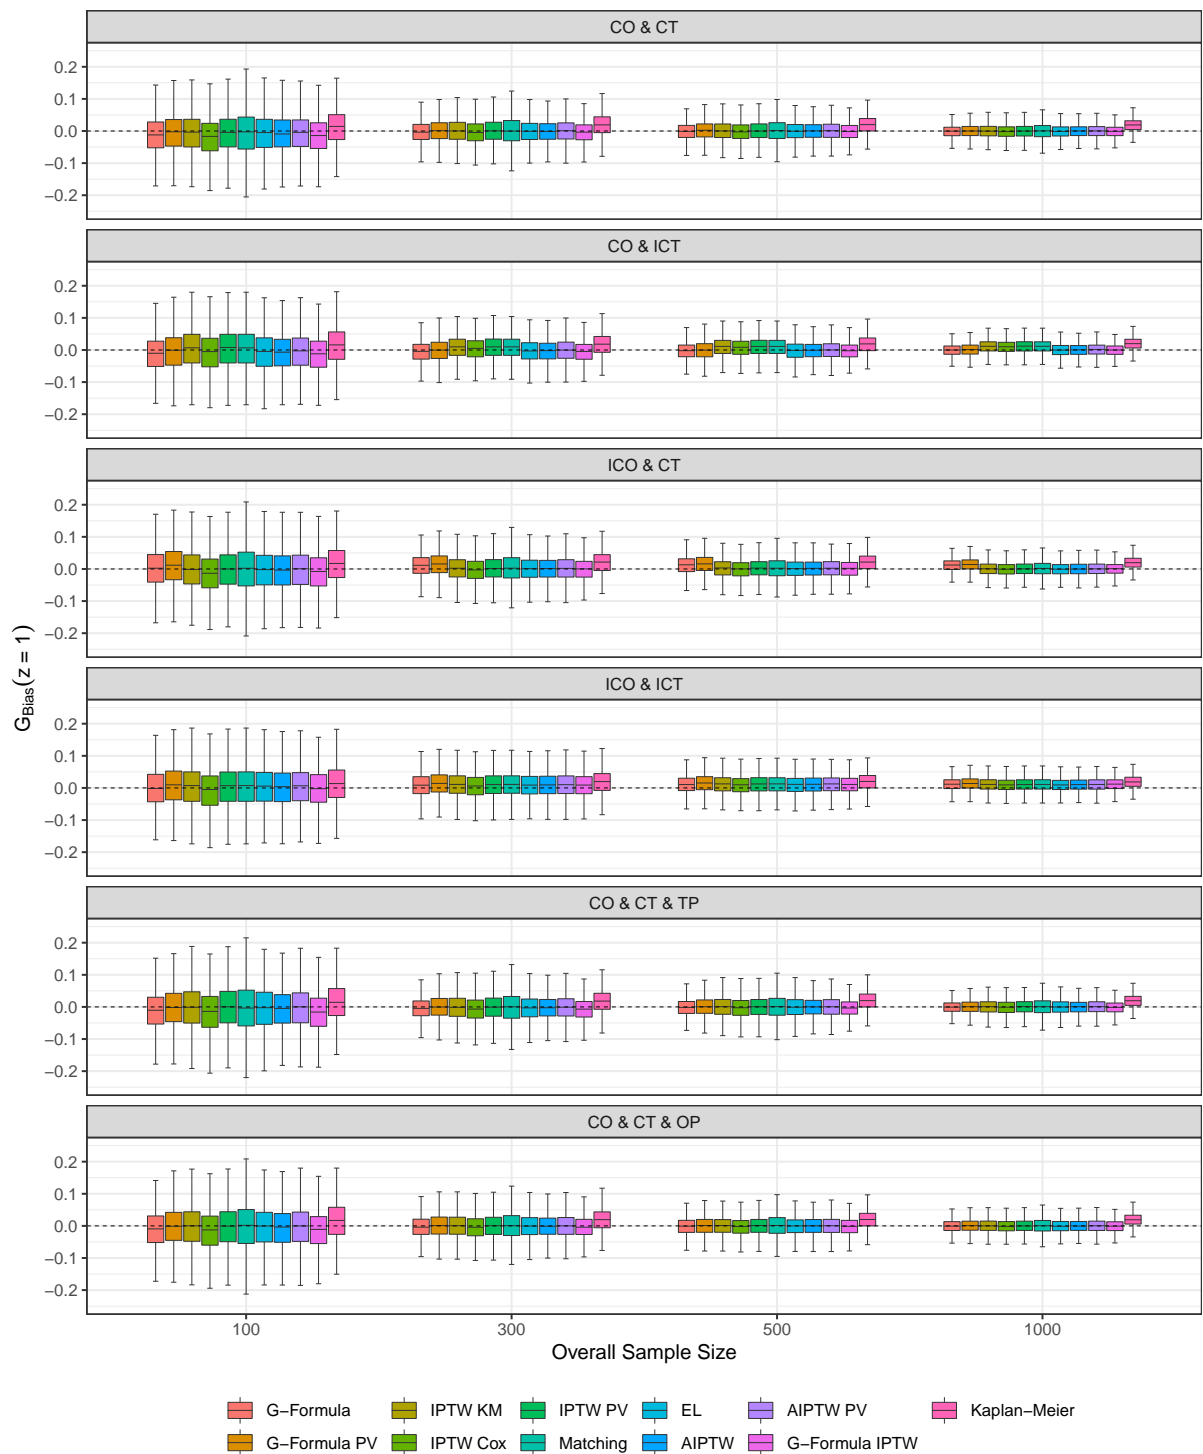 CO & CT
0.2
0.1
0.0
−0.1
−0.2
CO & ICT
0.2
0.1
0.0
−0.1
−0.2
ICO & CT
0.2
0.1
0.0
−0.1
−0.2
ICO & ICT
0.2
0.1
0.0
−0.1
−0.2
CO & CT & TP
0.2
0.1
0.0
−0.1
−0.2
CO & CT & OP
0.2
0.1
0.0
−0.1
−0.2
G_Bias(z = 1)
100 300 500 1000
Overall Sample Size
G−Formula IPTW KM IPTW PV EL AIPTW PV Kaplan−Meier
G−Formula PV IPTW Cox Matching AIPTW G−Formula IPTW